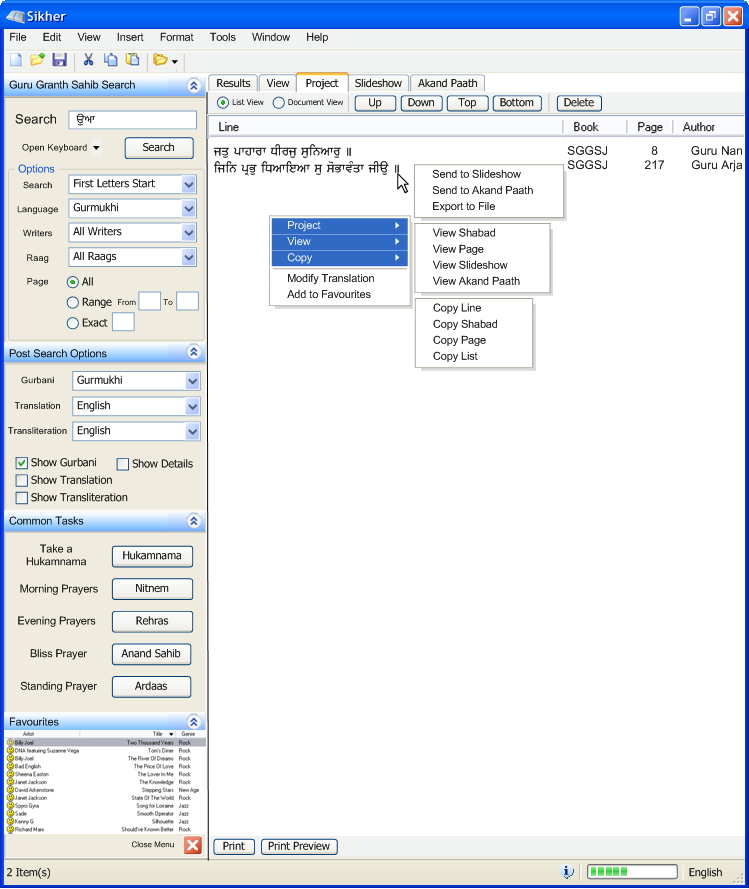 Sikher
File Edit View Insert Format Tools Window Help
Guru Granth Sahib Search
Search ਉਆ
Open Keyboard Search
Options
Search First Letters Start
Language Gurmukhi
Writers All Writers
Raag All Raags
Page All
Range From To
Exact
Post Search Options
Gurbani Gurmukhi
Translation English
Transliteration English
Show Gurbani Show Details
Show Translation
Show Transliteration
Common Tasks
Take a Hukamnama Hukamnama
Morning Prayers Nitnem
Evening Prayers Rehras
Bliss Prayer Anand Sahib
Standing Prayer Ardaas
Favourites
Artist Title Genre
Billy Joel Two Thousand Years Rock
DNA featuring Suzanne Vega Tom's Diner Rock
Billy Joel The River Of Dreams Rock
Bad English The Price Of Love Rock
Sheena Easton The Lover In Me Rock
Janet Jackson The Knowledge Rock
David Arkenstone Stepping Stars New Age
Janet Jackson State Of The World Rock
Spyro Gyra Song for Lorraine Jazz
Sade Smooth Operator Jazz
Kenny G Silhouette Jazz
Richard Marx Should've Known Better Rock
Close Menu
Results View Project Slideshow Akand Paath
List View Document View Up Down Top Bottom Delete
Line Book Page Author
ਜਤੁ ਪਾਹਾਰਾ ਧੀਰਜੁ ਸੁਨਿਆਰੁ ॥ SGGSJ 8 Guru Nan
ਜਿਨਿ ਪ੍ਰਭੁ ਧਿਆਇਆ ਸੁ ਸੋਭਾਵੰਤਾ ਜੀਉ ॥ SGGSJ 217 Guru Arja
Project
View
Copy
Modify Translation
Add to Favourites
Send to Slideshow
Send to Akand Paath
Export to File
View Shabad
View Page
View Slideshow
View Akand Paath
Copy Line
Copy Shabad
Copy Page
Copy List
Print Print Preview
2 Item(s) English